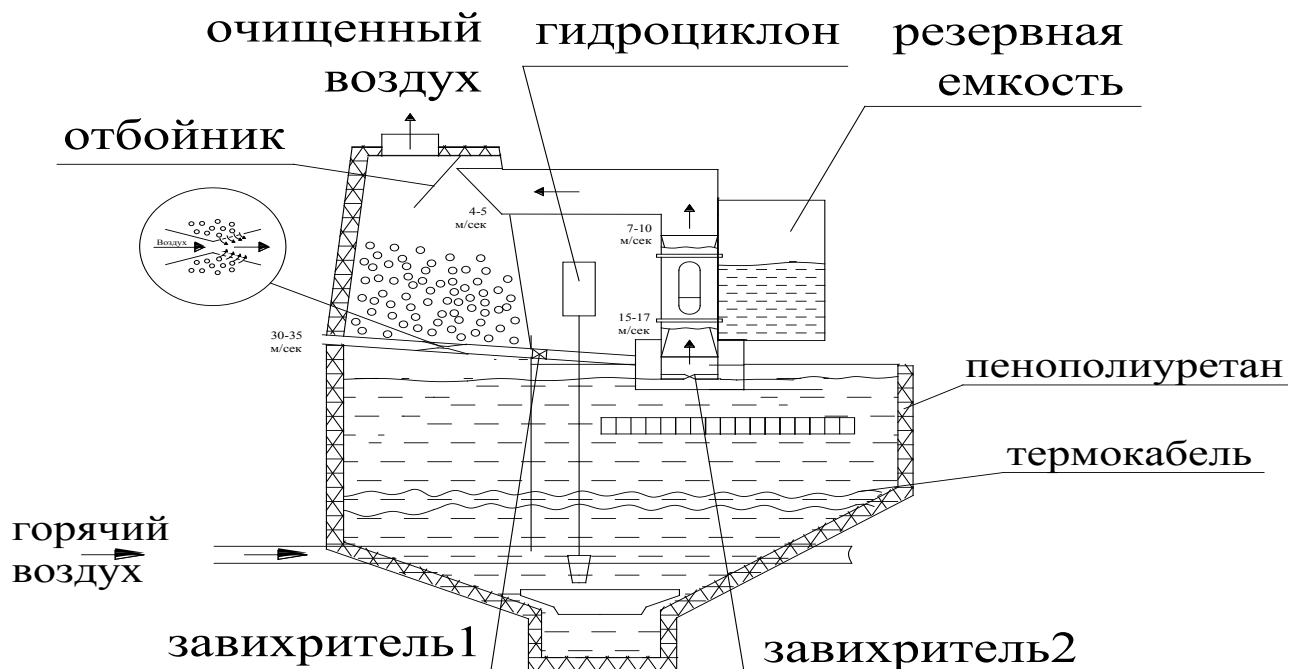 очищенный
воздух
гидроциклон
резервная
емкость
отбойник
Воздух
4-5
м/сек
7-10
м/сек
15-17
м/сек
30-35
м/сек
пенополиуретан
термокабель
горячий
воздух
завихритель1
завихритель2